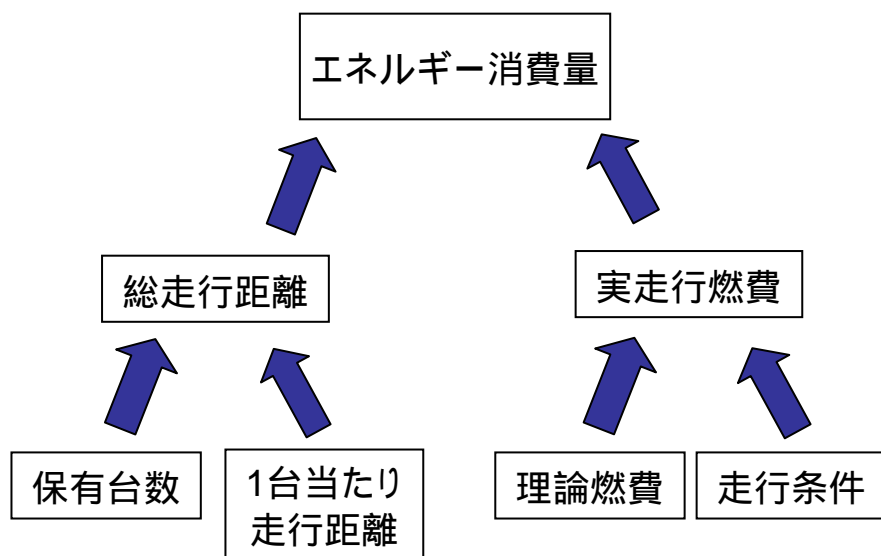 エネルギー消費量
総走行距離
実走行燃費
保有台数
1台当たり
走行距離
理論燃費
走行条件